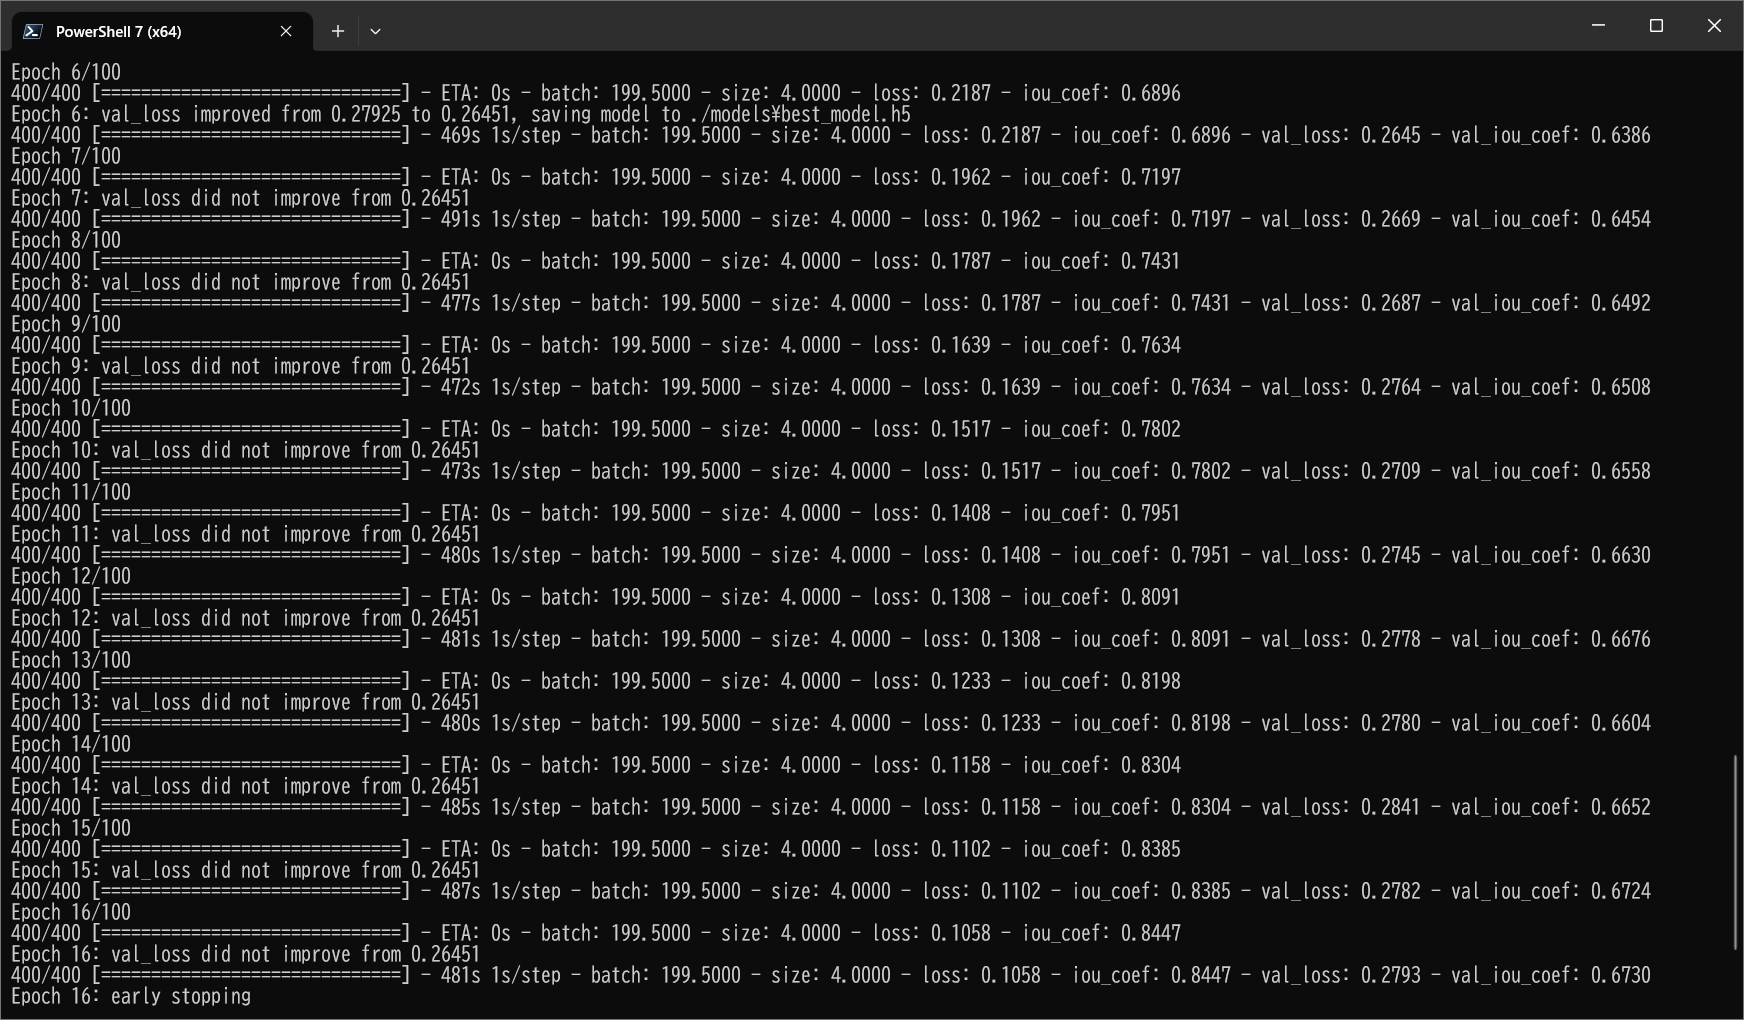 PowerShell 7 (x64)
Epoch 6/100
400/400 [==============================] - ETA: 0s - batch: 199.5000 - size: 4.0000 - loss: 0.2187 - iou_coef: 0.6896
Epoch 6: val_loss improved from 0.27925 to 0.26451, saving model to ./models¥best_model.h5
400/400 [==============================] - 469s 1s/step - batch: 199.5000 - size: 4.0000 - loss: 0.2187 - iou_coef: 0.6896 - val_loss: 0.2645 - val_iou_coef: 0.6386
Epoch 7/100
400/400 [==============================] - ETA: 0s - batch: 199.5000 - size: 4.0000 - loss: 0.1962 - iou_coef: 0.7197
Epoch 7: val_loss did not improve from 0.26451
400/400 [==============================] - 491s 1s/step - batch: 199.5000 - size: 4.0000 - loss: 0.1962 - iou_coef: 0.7197 - val_loss: 0.2669 - val_iou_coef: 0.6454
Epoch 8/100
400/400 [==============================] - ETA: 0s - batch: 199.5000 - size: 4.0000 - loss: 0.1787 - iou_coef: 0.7431
Epoch 8: val_loss did not improve from 0.26451
400/400 [==============================] - 477s 1s/step - batch: 199.5000 - size: 4.0000 - loss: 0.1787 - iou_coef: 0.7431 - val_loss: 0.2687 - val_iou_coef: 0.6492
Epoch 9/100
400/400 [==============================] - ETA: 0s - batch: 199.5000 - size: 4.0000 - loss: 0.1639 - iou_coef: 0.7634
Epoch 9: val_loss did not improve from 0.26451
400/400 [==============================] - 472s 1s/step - batch: 199.5000 - size: 4.0000 - loss: 0.1639 - iou_coef: 0.7634 - val_loss: 0.2764 - val_iou_coef: 0.6508
Epoch 10/100
400/400 [==============================] - ETA: 0s - batch: 199.5000 - size: 4.0000 - loss: 0.1517 - iou_coef: 0.7802
Epoch 10: val_loss did not improve from 0.26451
400/400 [==============================] - 473s 1s/step - batch: 199.5000 - size: 4.0000 - loss: 0.1517 - iou_coef: 0.7802 - val_loss: 0.2709 - val_iou_coef: 0.6558
Epoch 11/100
400/400 [==============================] - ETA: 0s - batch: 199.5000 - size: 4.0000 - loss: 0.1408 - iou_coef: 0.7951
Epoch 11: val_loss did not improve from 0.26451
400/400 [==============================] - 480s 1s/step - batch: 199.5000 - size: 4.0000 - loss: 0.1408 - iou_coef: 0.7951 - val_loss: 0.2745 - val_iou_coef: 0.6630
Epoch 12/100
400/400 [==============================] - ETA: 0s - batch: 199.5000 - size: 4.0000 - loss: 0.1308 - iou_coef: 0.8091
Epoch 12: val_loss did not improve from 0.26451
400/400 [==============================] - 481s 1s/step - batch: 199.5000 - size: 4.0000 - loss: 0.1308 - iou_coef: 0.8091 - val_loss: 0.2778 - val_iou_coef: 0.6676
Epoch 13/100
400/400 [==============================] - ETA: 0s - batch: 199.5000 - size: 4.0000 - loss: 0.1233 - iou_coef: 0.8198
Epoch 13: val_loss did not improve from 0.26451
400/400 [==============================] - 480s 1s/step - batch: 199.5000 - size: 4.0000 - loss: 0.1233 - iou_coef: 0.8198 - val_loss: 0.2780 - val_iou_coef: 0.6604
Epoch 14/100
400/400 [==============================] - ETA: 0s - batch: 199.5000 - size: 4.0000 - loss: 0.1158 - iou_coef: 0.8304
Epoch 14: val_loss did not improve from 0.26451
400/400 [==============================] - 485s 1s/step - batch: 199.5000 - size: 4.0000 - loss: 0.1158 - iou_coef: 0.8304 - val_loss: 0.2841 - val_iou_coef: 0.6652
Epoch 15/100
400/400 [==============================] - ETA: 0s - batch: 199.5000 - size: 4.0000 - loss: 0.1102 - iou_coef: 0.8385
Epoch 15: val_loss did not improve from 0.26451
400/400 [==============================] - 487s 1s/step - batch: 199.5000 - size: 4.0000 - loss: 0.1102 - iou_coef: 0.8385 - val_loss: 0.2782 - val_iou_coef: 0.6724
Epoch 16/100
400/400 [==============================] - ETA: 0s - batch: 199.5000 - size: 4.0000 - loss: 0.1058 - iou_coef: 0.8447
Epoch 16: val_loss did not improve from 0.26451
400/400 [==============================] - 481s 1s/step - batch: 199.5000 - size: 4.0000 - loss: 0.1058 - iou_coef: 0.8447 - val_loss: 0.2793 - val_iou_coef: 0.6730
Epoch 16: early stopping